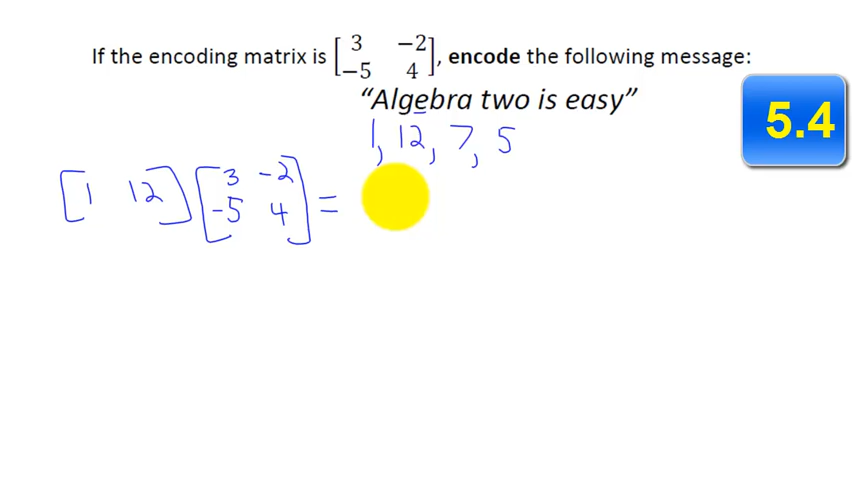 If the encoding matrix is [3 −2
−5 4], encode the following message:
5.4
“Algebra two is easy”
1, 12, 7, 5
[1 12] [3 -2
-5 4] =